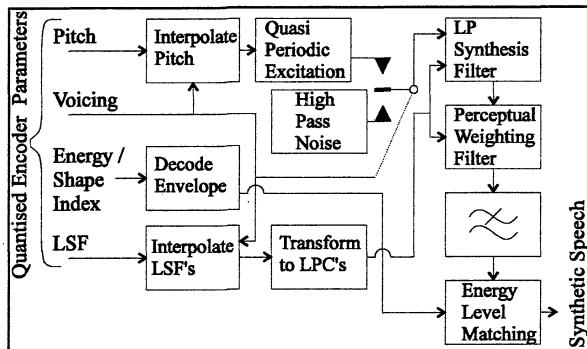 Quantised Encoder Parameters
Pitch
Voicing
Energy /
Shape
Index
LSF
Interpolate
Pitch
Quasi
Periodic
Excitation
High
Pass
Noise
Decode
Envelope
Interpolate
LSF's
Transform
to LPC's
LP
Synthesis
Filter
Perceptual
Weighting
Filter
Energy
Level
Matching
Synthetic Speech